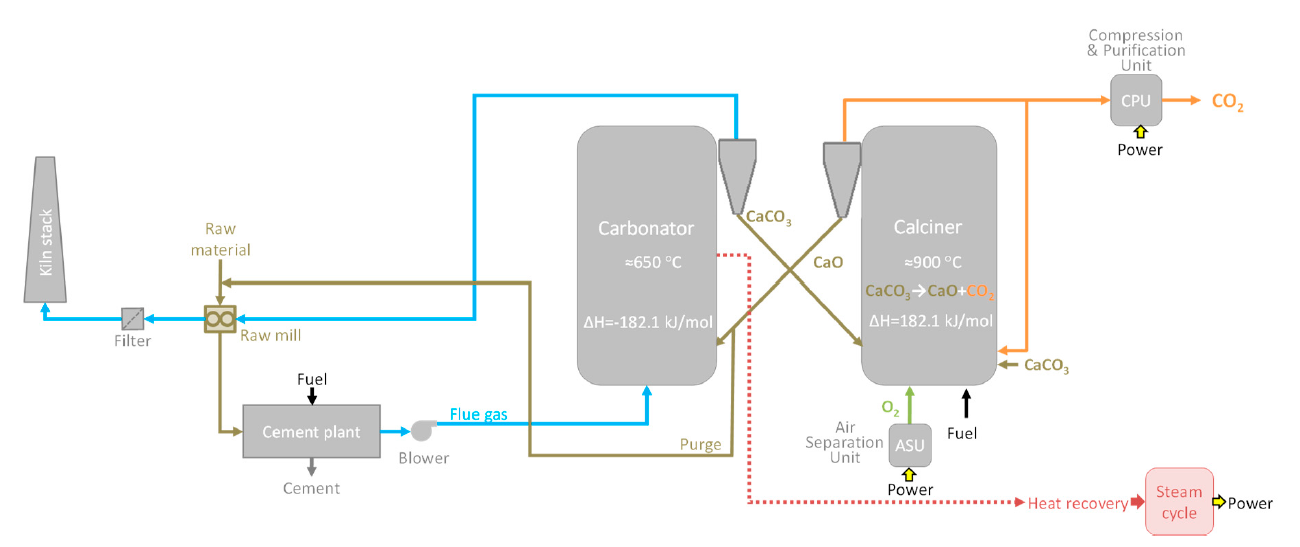 Compression
& Purification
Unit
CPU
CO₂
Power
Kiln stack
Raw
material
Raw mill
Filter
Fuel
Cement plant
Cement
Blower
Flue gas
Purge
Carbonator
≈650 °C
ΔH=-182.1 kJ/mol
CaCO₃
CaO
Calciner
≈900 °C
CaCO₃→CaO+CO₂
ΔH=182.1 kJ/mol
CaCO₃
O₂
Air
Separation
Unit
ASU
Power
Fuel
Heat recovery
Steam
cycle
Power